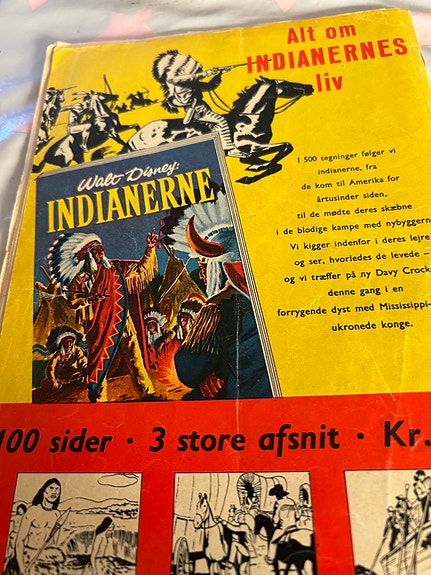 Alt om
INDIANERNES
liv
Walt Disney:
INDIANERNE
I 500 tegninger følger vi
indianerne, fra
de kom til Amerika for
årtusinder siden,
til de mødte deres skæbne
i de blodige kampe med nybyggern
Vi kigger indenfor i deres lejre
og ser, hvorledes de levede —
og vi træffer på ny Davy Crock
denne gang i en
forrygende dyst med Mississippi-
ukronede konge.
100 sider · 3 store afsnit · Kr.